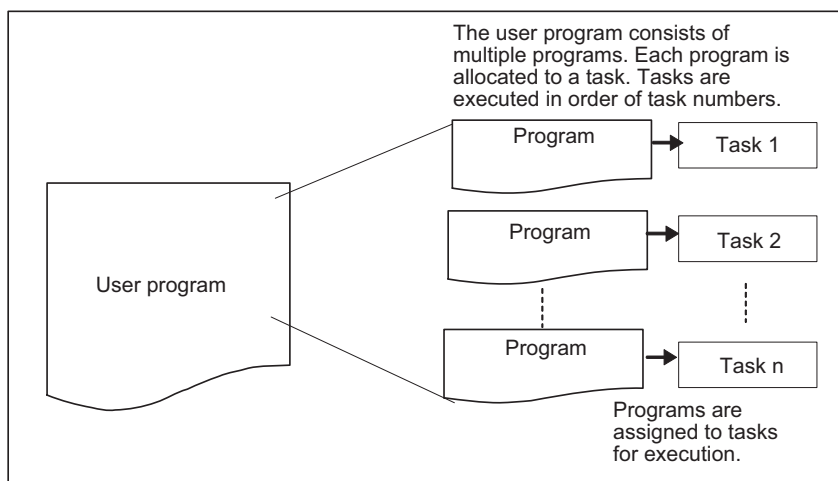 The user program consists of
multiple programs. Each program is
allocated to a task. Tasks are
executed in order of task numbers.
Program
Task 1
Program
Task 2
User program
Program
Task n
Programs are
assigned to tasks
for execution.